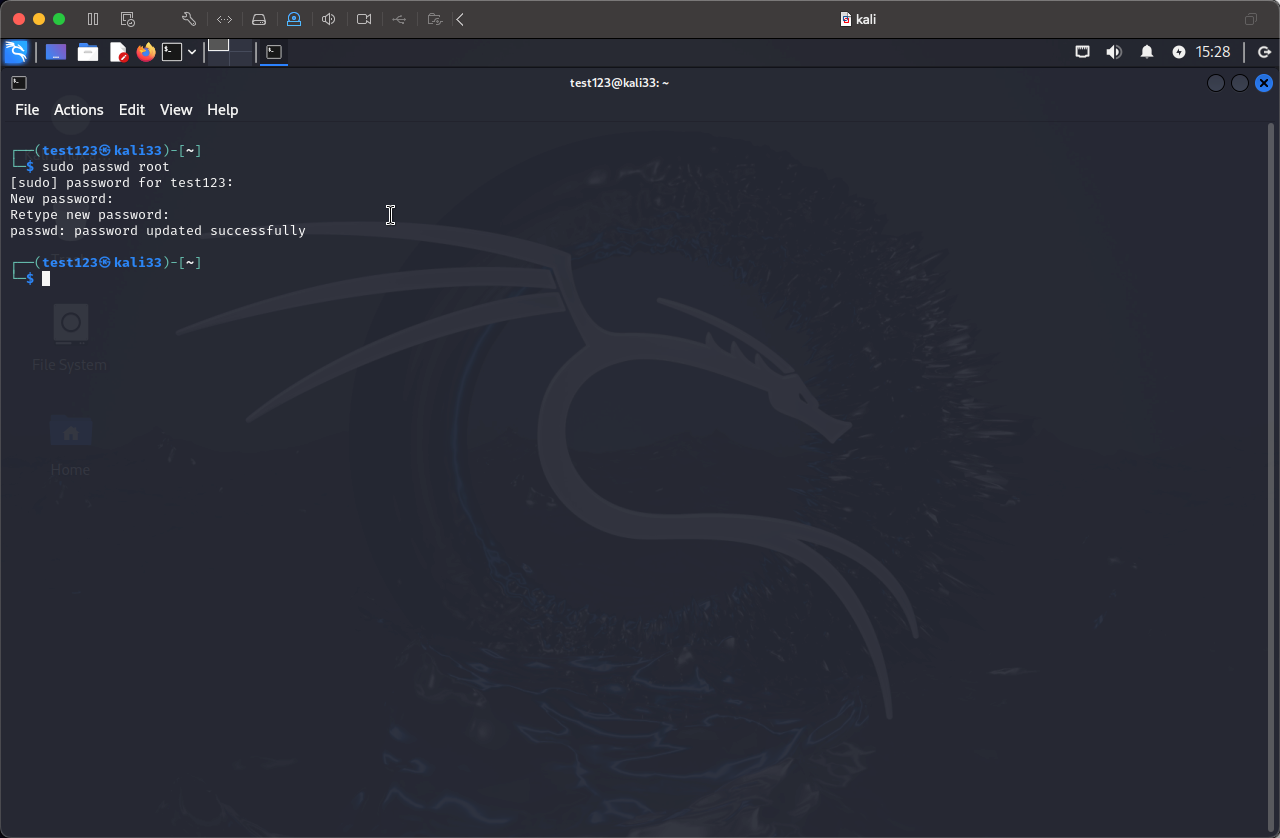 kali
15:28
test123@kali33: ~
File Actions Edit View Help
┌──(test123㉿kali33)-[~]
└─$ sudo passwd root
[sudo] password for test123:
New password:
Retype new password:
passwd: password updated successfully
┌──(test123㉿kali33)-[~]
└─$
File System
Home